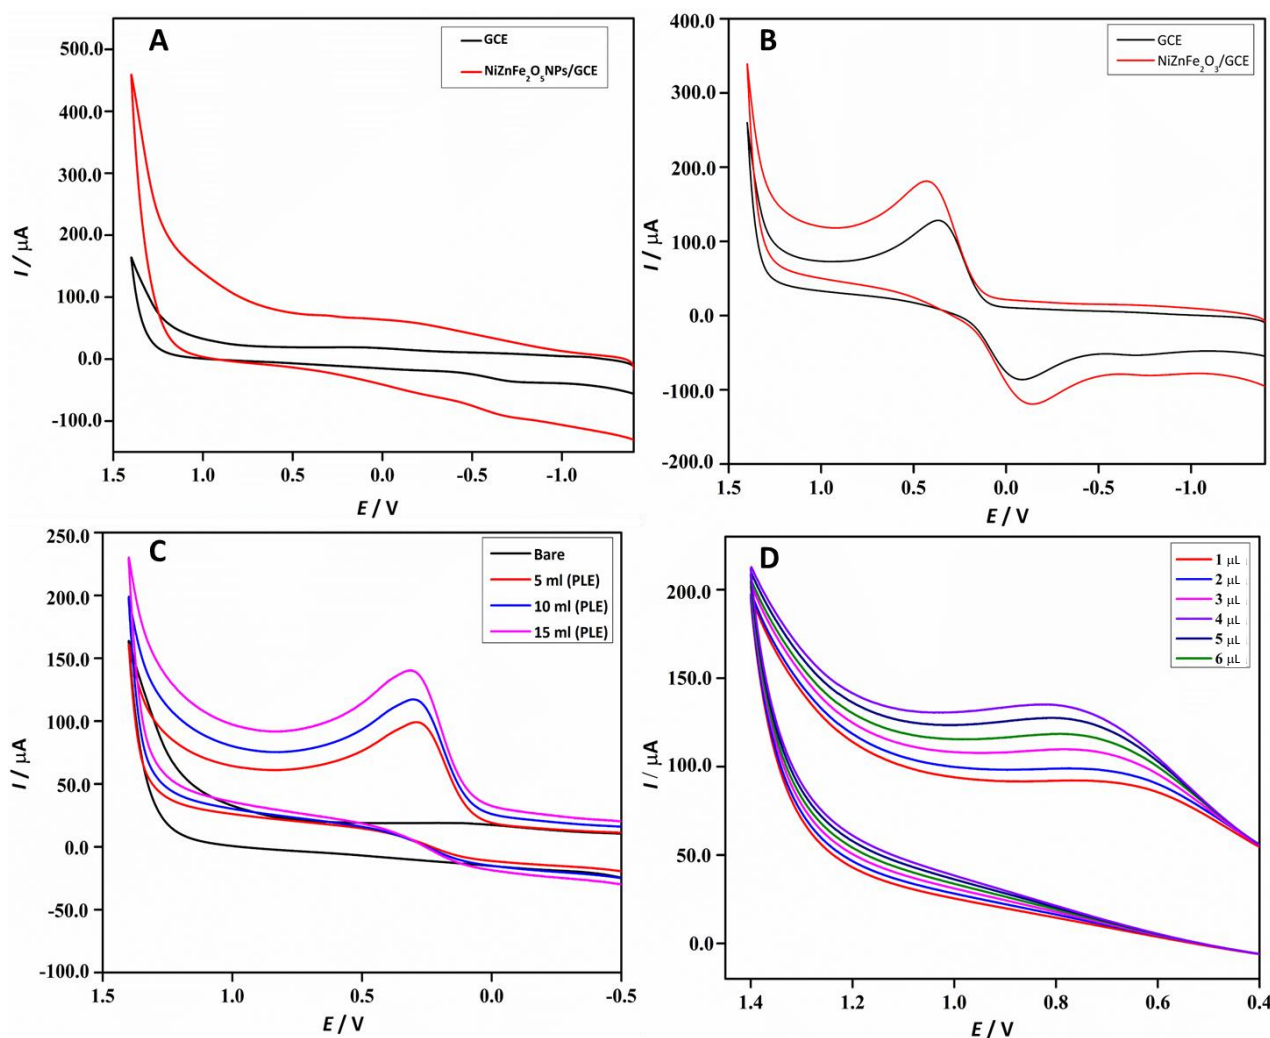 A
GCE
NiZnFe₂O₅NPs/GCE
500.0
400.0
300.0
200.0
100.0
0.0
-100.0
I / µA
1.5 1.0 0.5 0.0 -0.5 -1.0
E / V
B
GCE
NiZnFe₂O₃/GCE
400.0
300.0
200.0
100.0
0.0
-100.0
-200.0
I / µA
1.5 1.0 0.5 0.0 -0.5 -1.0
E / V
C
Bare
5 ml (PLE)
10 ml (PLE)
15 ml (PLE)
250.0
200.0
150.0
100.0
50.0
0.0
-50.0
-100.0
I / µA
1.5 1.0 0.5 0.0 -0.5
E / V
D
1 µL
2 µL
3 µL
4 µL
5 µL
6 µL
200.0
150.0
100.0
50.0
0.0
I / µA
1.4 1.2 1.0 0.8 0.6 0.4
E / V